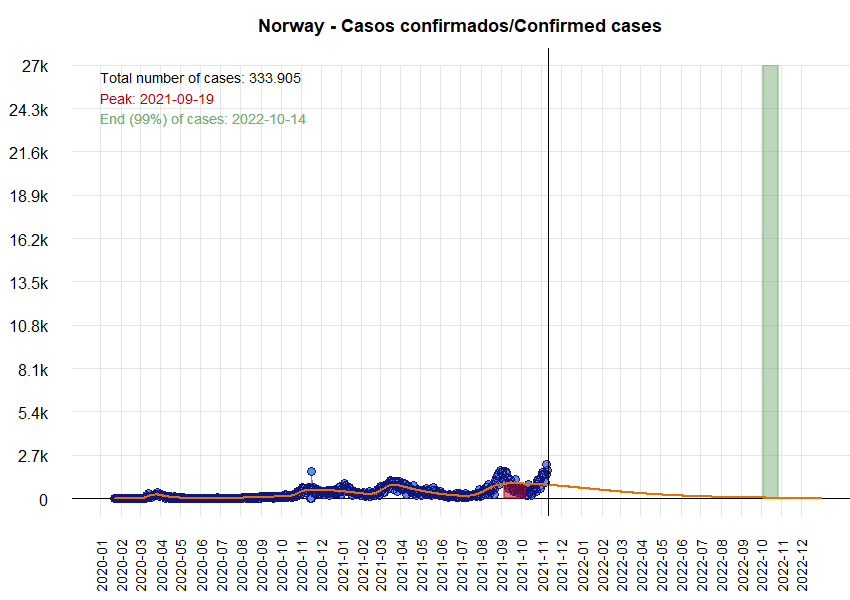 Norway - Casos confirmados/Confirmed cases
27k
24.3k
21.6k
18.9k
16.2k
13.5k
10.8k
8.1k
5.4k
2.7k
0
Total number of cases: 333.905
Peak: 2021-09-19
End (99%) of cases: 2022-10-14
2020-01
2020-02
2020-03
2020-04
2020-05
2020-06
2020-07
2020-08
2020-09
2020-10
2020-11
2020-12
2021-01
2021-02
2021-03
2021-04
2021-05
2021-06
2021-07
2021-08
2021-09
2021-10
2021-11
2021-12
2022-01
2022-02
2022-03
2022-04
2022-05
2022-06
2022-07
2022-08
2022-09
2022-10
2022-11
2022-12